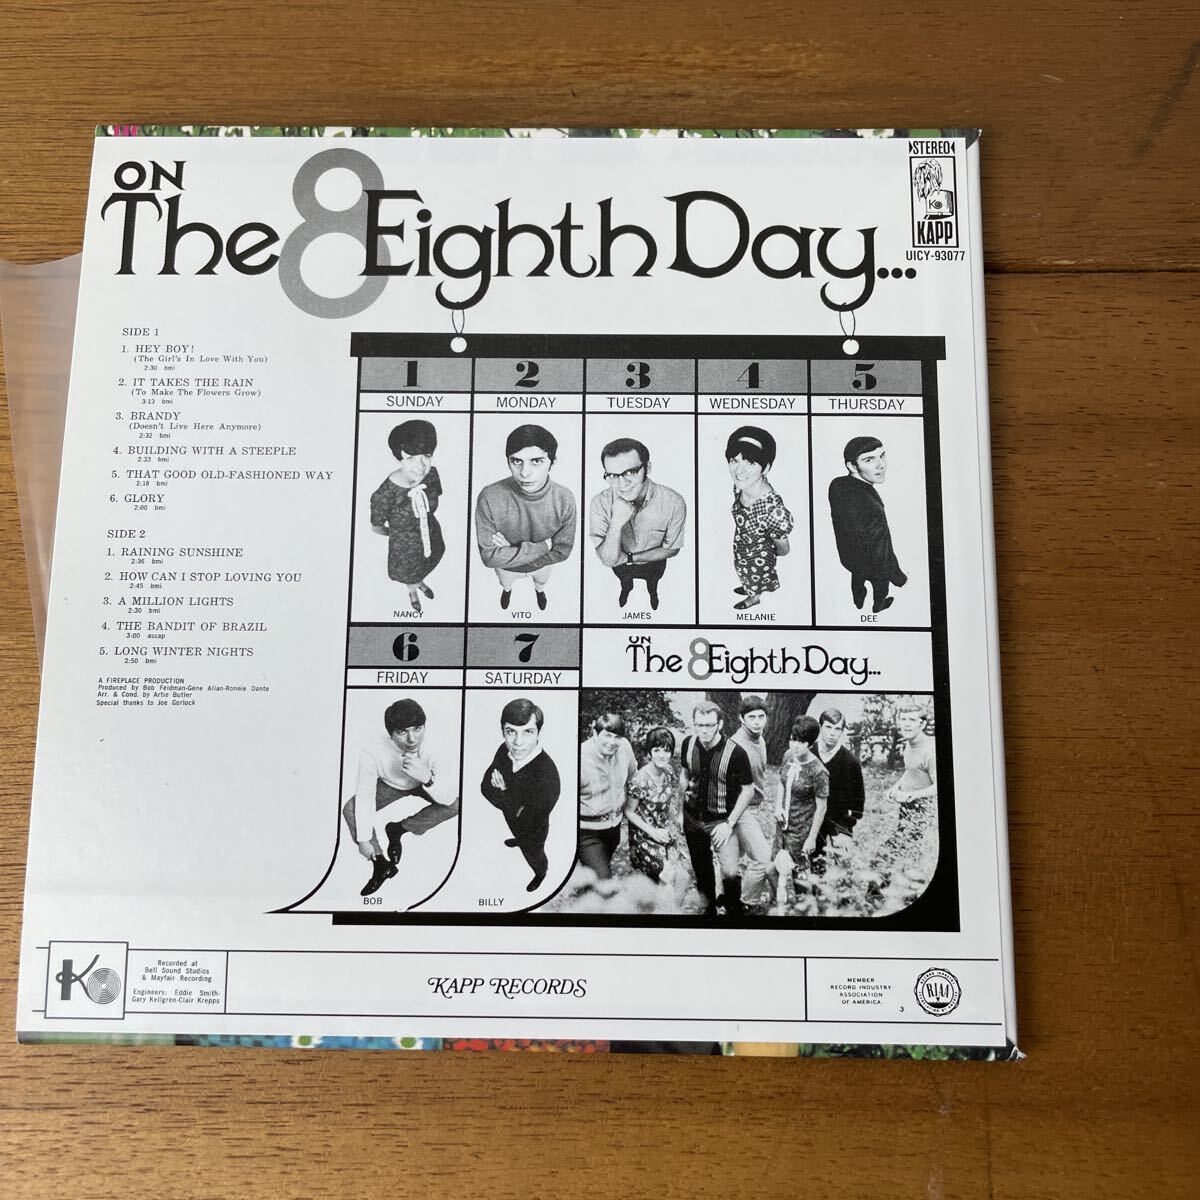 ON
The 8 Eighth Day...
STEREO
K
KAPP
UICY-93077
SIDE 1
1. HEY BOY!
(The Girl's In Love With You)
2:30 bmi
2. IT TAKES THE RAIN
(To Make The Flowers Grow)
3:13 bmi
3. BRANDY
(Doesn't Live Here Anymore)
2:32 bmi
4. BUILDING WITH A STEEPLE
2:33 bmi
5. THAT GOOD OLD-FASHIONED WAY
2:18 bmi
6. GLORY
2:00 bmi
SIDE 2
1. RAINING SUNSHINE
2:36 bmi
2. HOW CAN I STOP LOVING YOU
2:45 bmi
3. A MILLION LIGHTS
2:30 bmi
4. THE BANDIT OF BRAZIL
3:00 ascap
5. LONG WINTER NIGHTS
2:50 bmi
A FIREPLACE PRODUCTION
Produced by Bob Feldman-Gene Allan-Ronnie Dante
Arr. & Cond. by Artie Butler
Special thanks to Joe Gorlock
1 2 3 4 5
SUNDAY MONDAY TUESDAY WEDNESDAY THURSDAY
NANCY VITO JAMES MELANIE DEE
6 7
FRIDAY SATURDAY
ON
The 8 Eighth Day...
BOB BILLY
K
Recorded at
Bell Sound Studios
& Mayfair Recording
Engineers: Eddie Smith-
Gary Kellgren-Clair Krepps
KAPP RECORDS
MEMBER
RECORD INDUSTRY
ASSOCIATION
OF AMERICA
3
RIAA